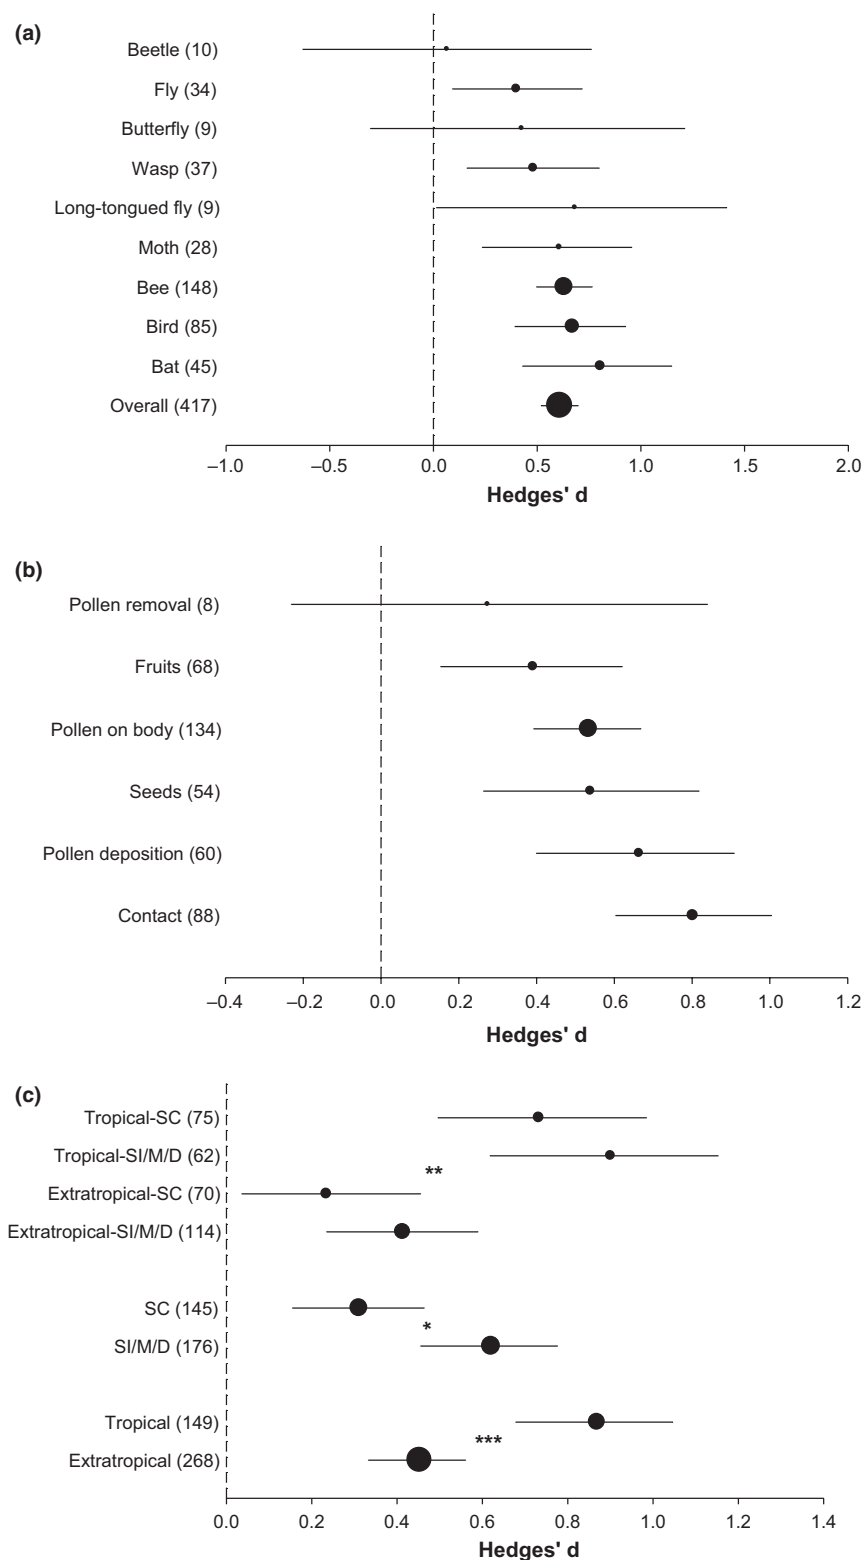 (a)
Beetle (10)
Fly (34)
Butterfly (9)
Wasp (37)
Long-tongued fly (9)
Moth (28)
Bee (148)
Bird (85)
Bat (45)
Overall (417)
–1.0 –0.5 0.0 0.5 1.0 1.5 2.0
Hedges' d
(b)
Pollen removal (8)
Fruits (68)
Pollen on body (134)
Seeds (54)
Pollen deposition (60)
Contact (88)
–0.4 –0.2 0.0 0.2 0.4 0.6 0.8 1.0 1.2
Hedges' d
(c)
Tropical-SC (75)
Tropical-SI/M/D (62)
**
Extratropical-SC (70)
Extratropical-SI/M/D (114)
SC (145)
*
SI/M/D (176)
Tropical (149)
***
Extratropical (268)
0.0 0.2 0.4 0.6 0.8 1.0 1.2 1.4
Hedges' d